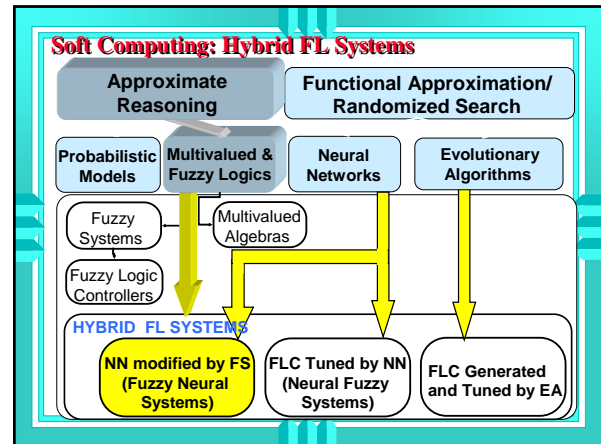 Soft Computing: Hybrid FL Systems
Approximate
Reasoning
Functional Approximation/
Randomized Search
Probabilistic
Models
Multivalued &
Fuzzy Logics
Neural
Networks
Evolutionary
Algorithms
Fuzzy
Systems
Multivalued
Algebras
Fuzzy Logic
Controllers
HYBRID FL SYSTEMS
NN modified by FS
(Fuzzy Neural
Systems)
FLC Tuned by NN
(Neural Fuzzy
Systems)
FLC Generated
and Tuned by EA